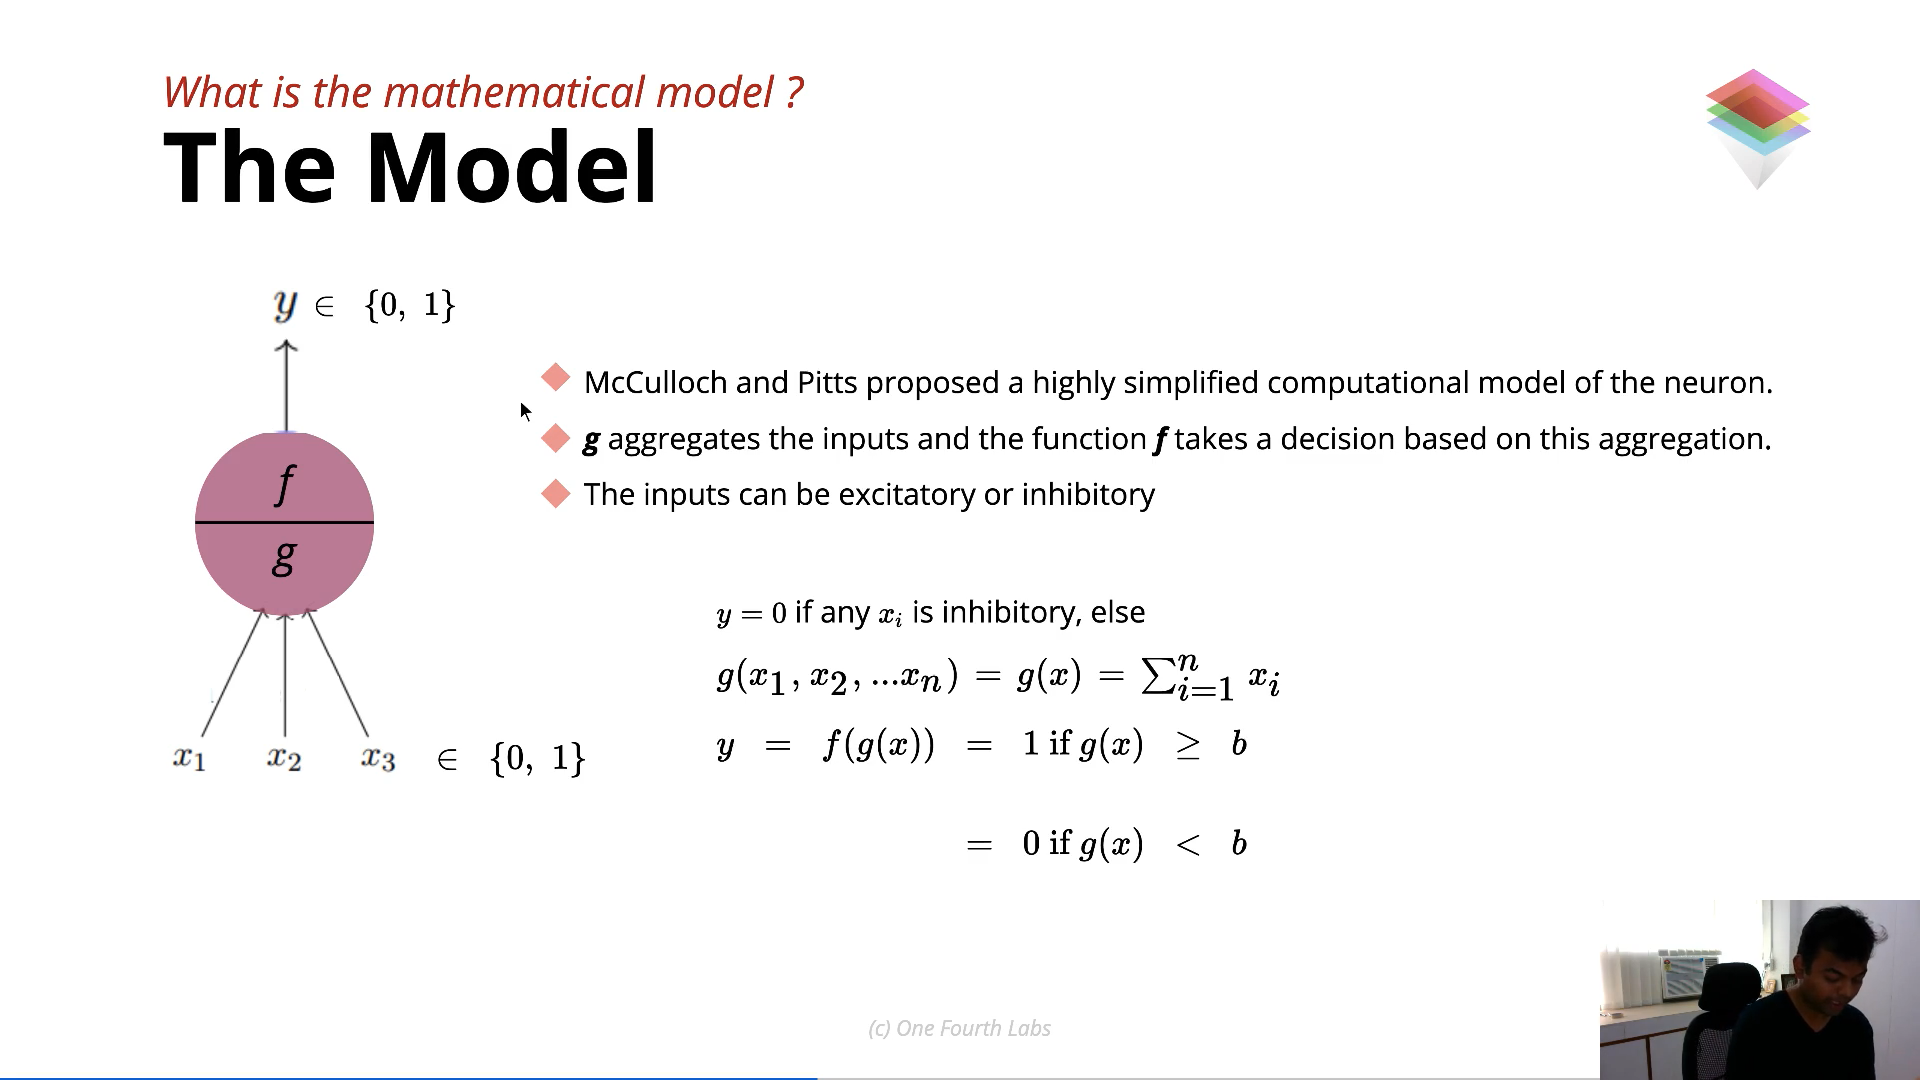 What is the mathematical model ?
The Model
y ∈ {0, 1}
McCulloch and Pitts proposed a highly simplified computational model of the neuron.
g aggregates the inputs and the function f takes a decision based on this aggregation.
The inputs can be excitatory or inhibitory
f
g
y = 0 if any xᵢ is inhibitory, else
g(x₁, x₂, ...xₙ) = g(x) = ∑ⁿᵢ₌₁ xᵢ
y = f(g(x)) = 1 if g(x) ≥ b
x₁ x₂ x₃ ∈ {0, 1}
= 0 if g(x) < b
(c) One Fourth Labs